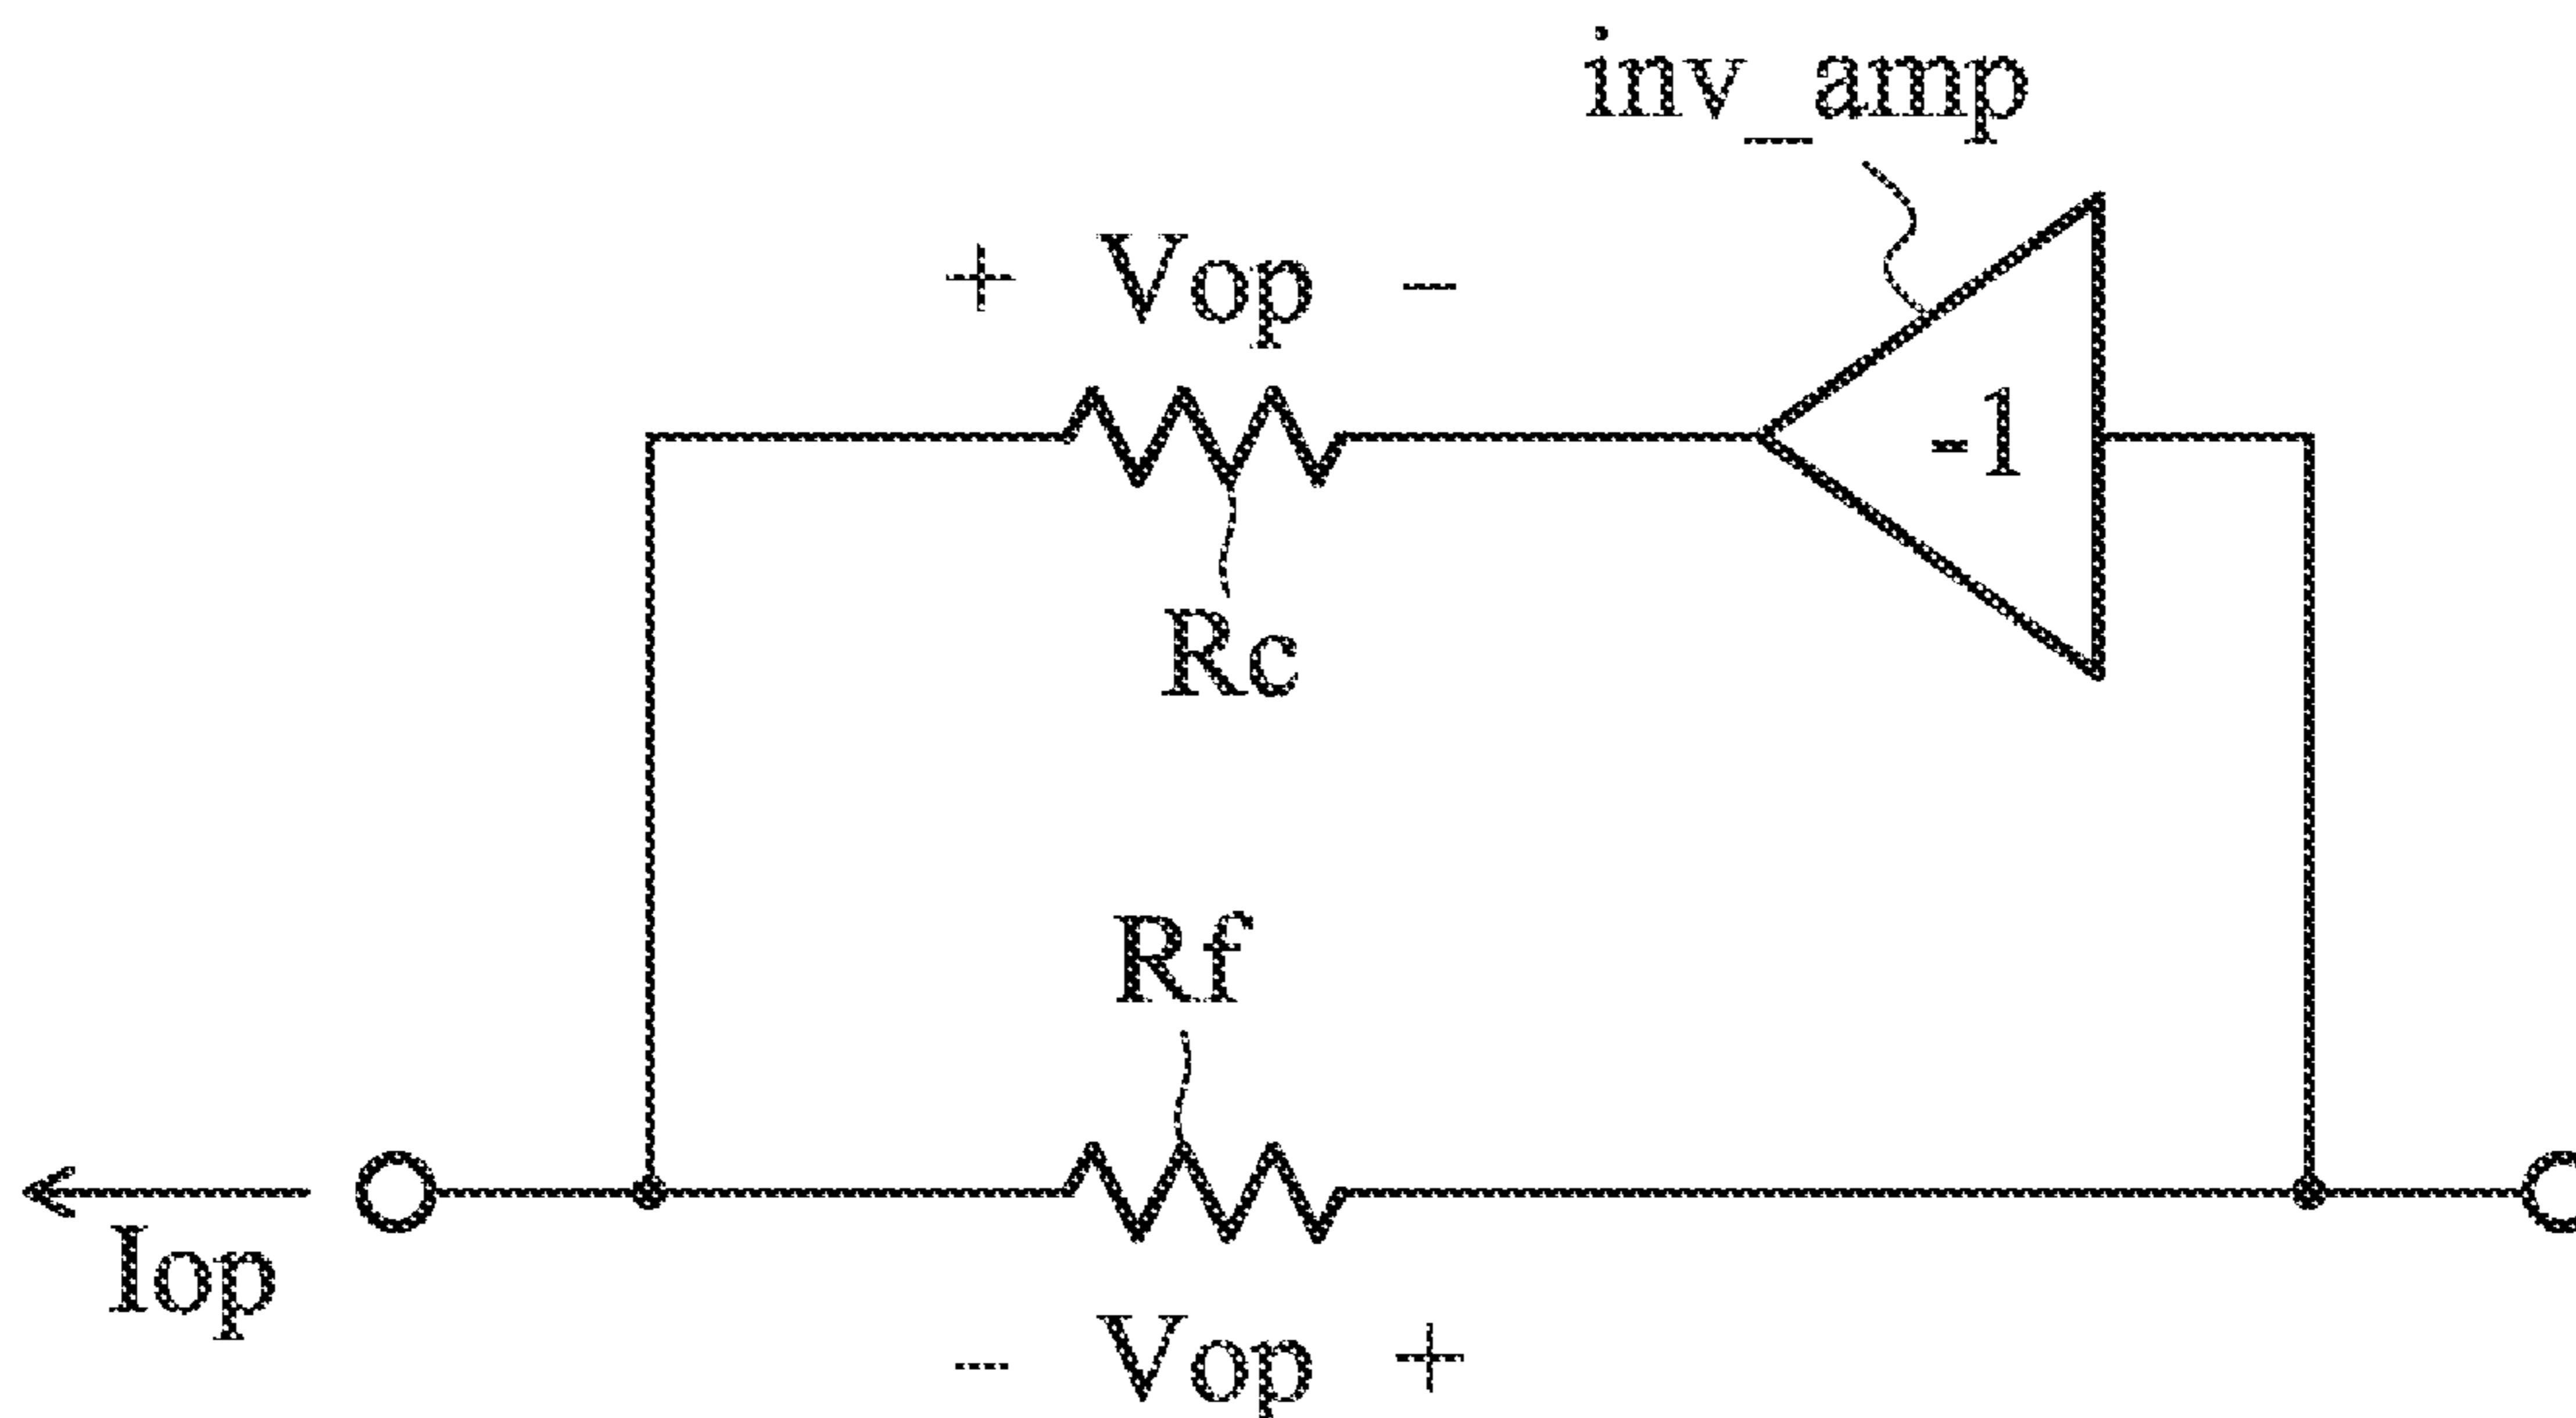 inv_amp
+ Vop -
-1
Rc
Rf
Iop
- Vop +